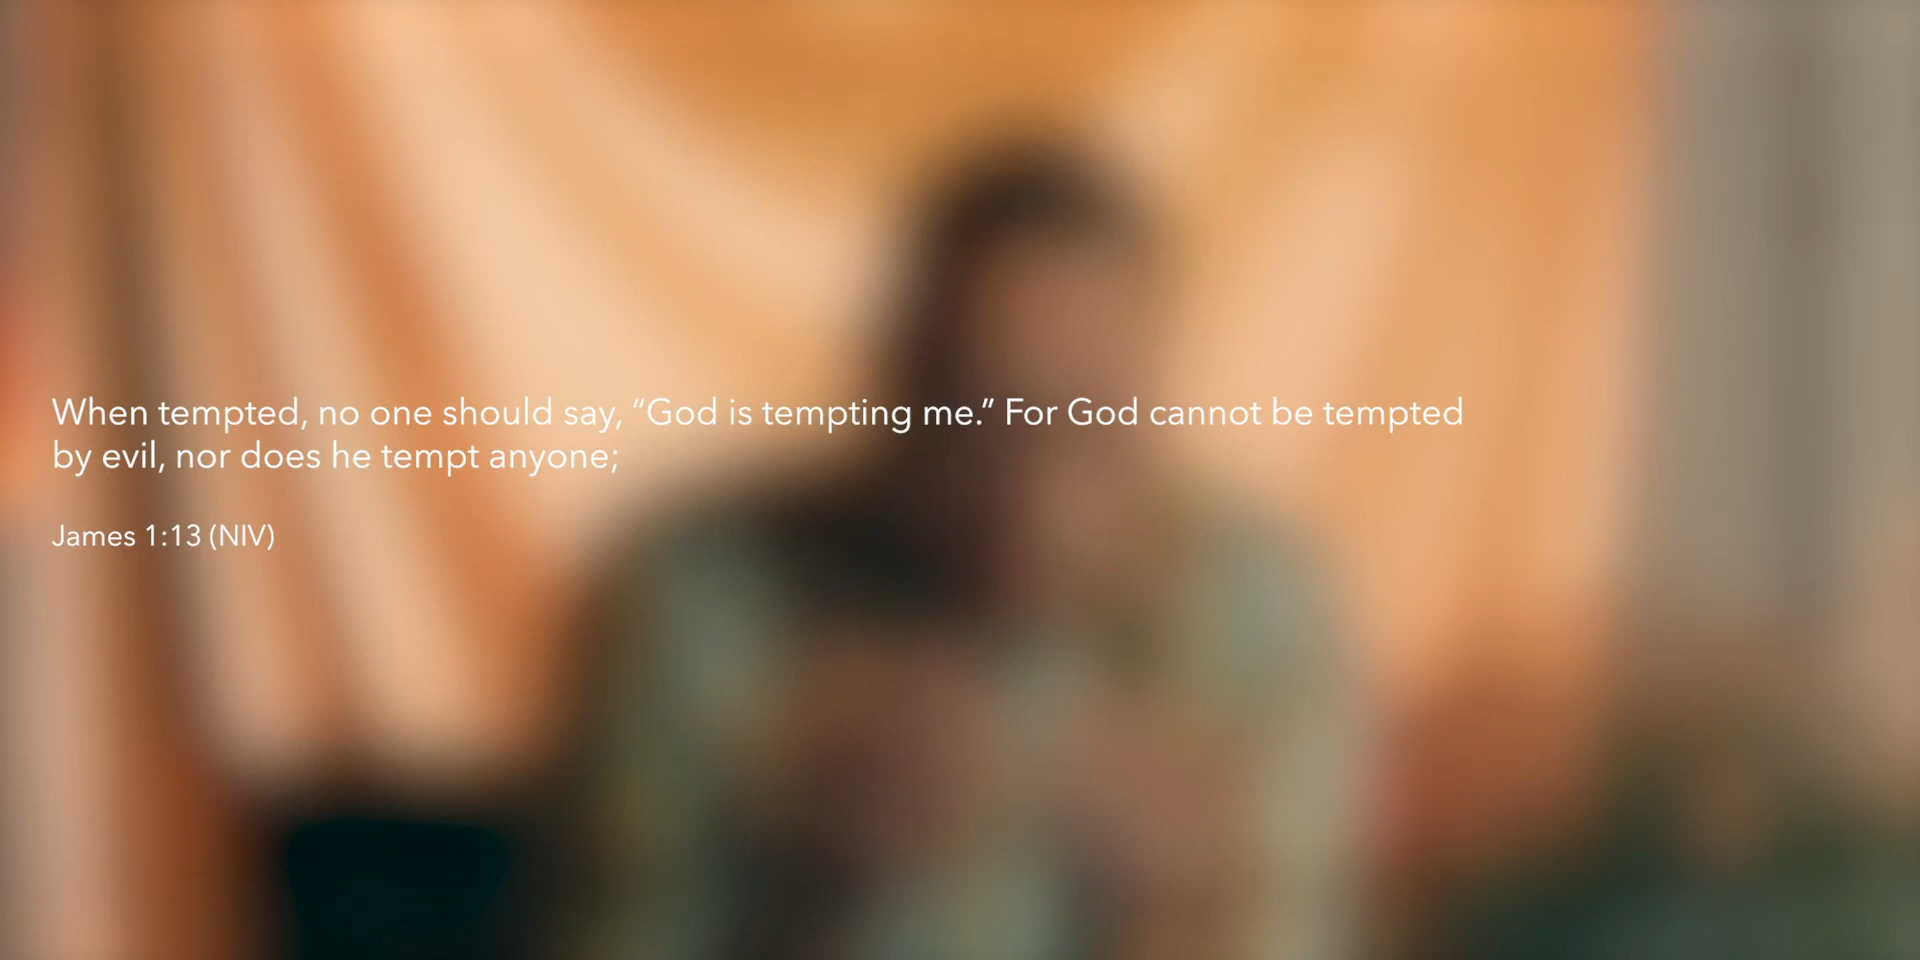 When tempted, no one should say, “God is tempting me.” For God cannot be tempted
by evil, nor does he tempt anyone;
James 1:13 (NIV)